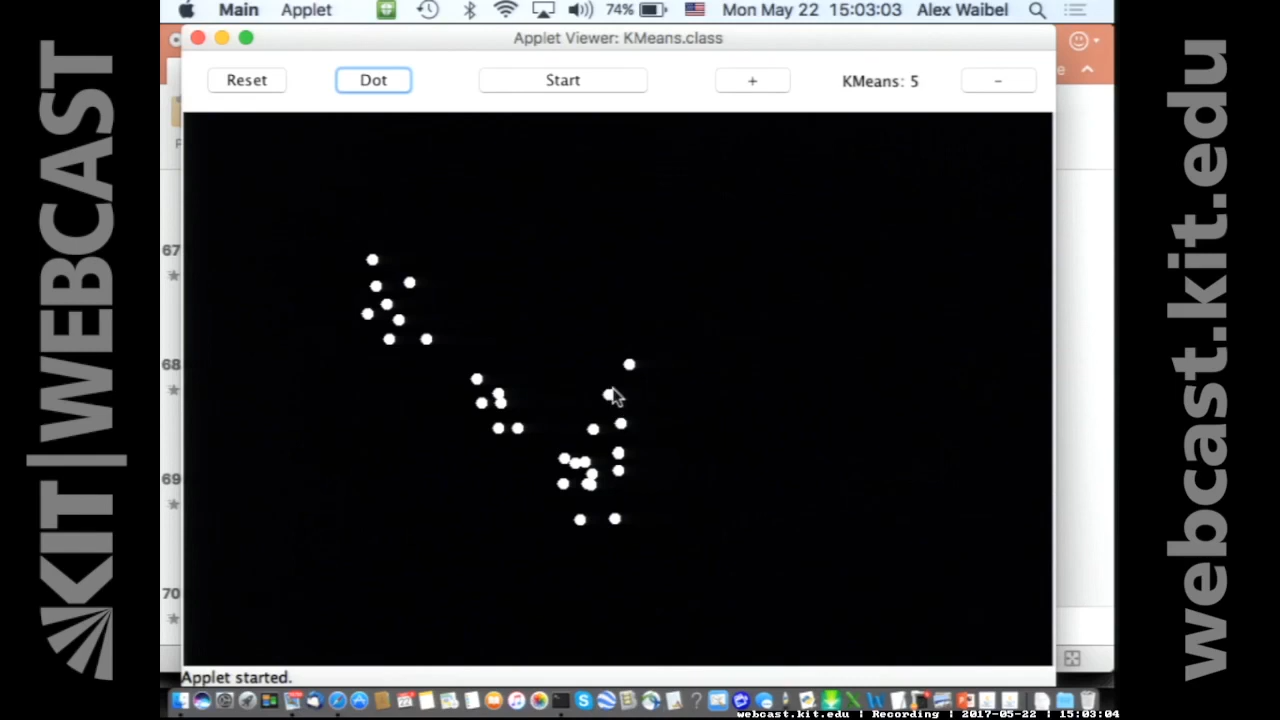 Main Applet 74% Mon May 22 15:03:03 Alex Waibel
Applet Viewer: KMeans.class
Reset Dot Start + KMeans: 5 -
67
68
69
70
Applet started.
KIT|WEBCAST
webcast.kit.edu
webcast.kit.edu | Recording | 2017-05-22 | 15:03:04